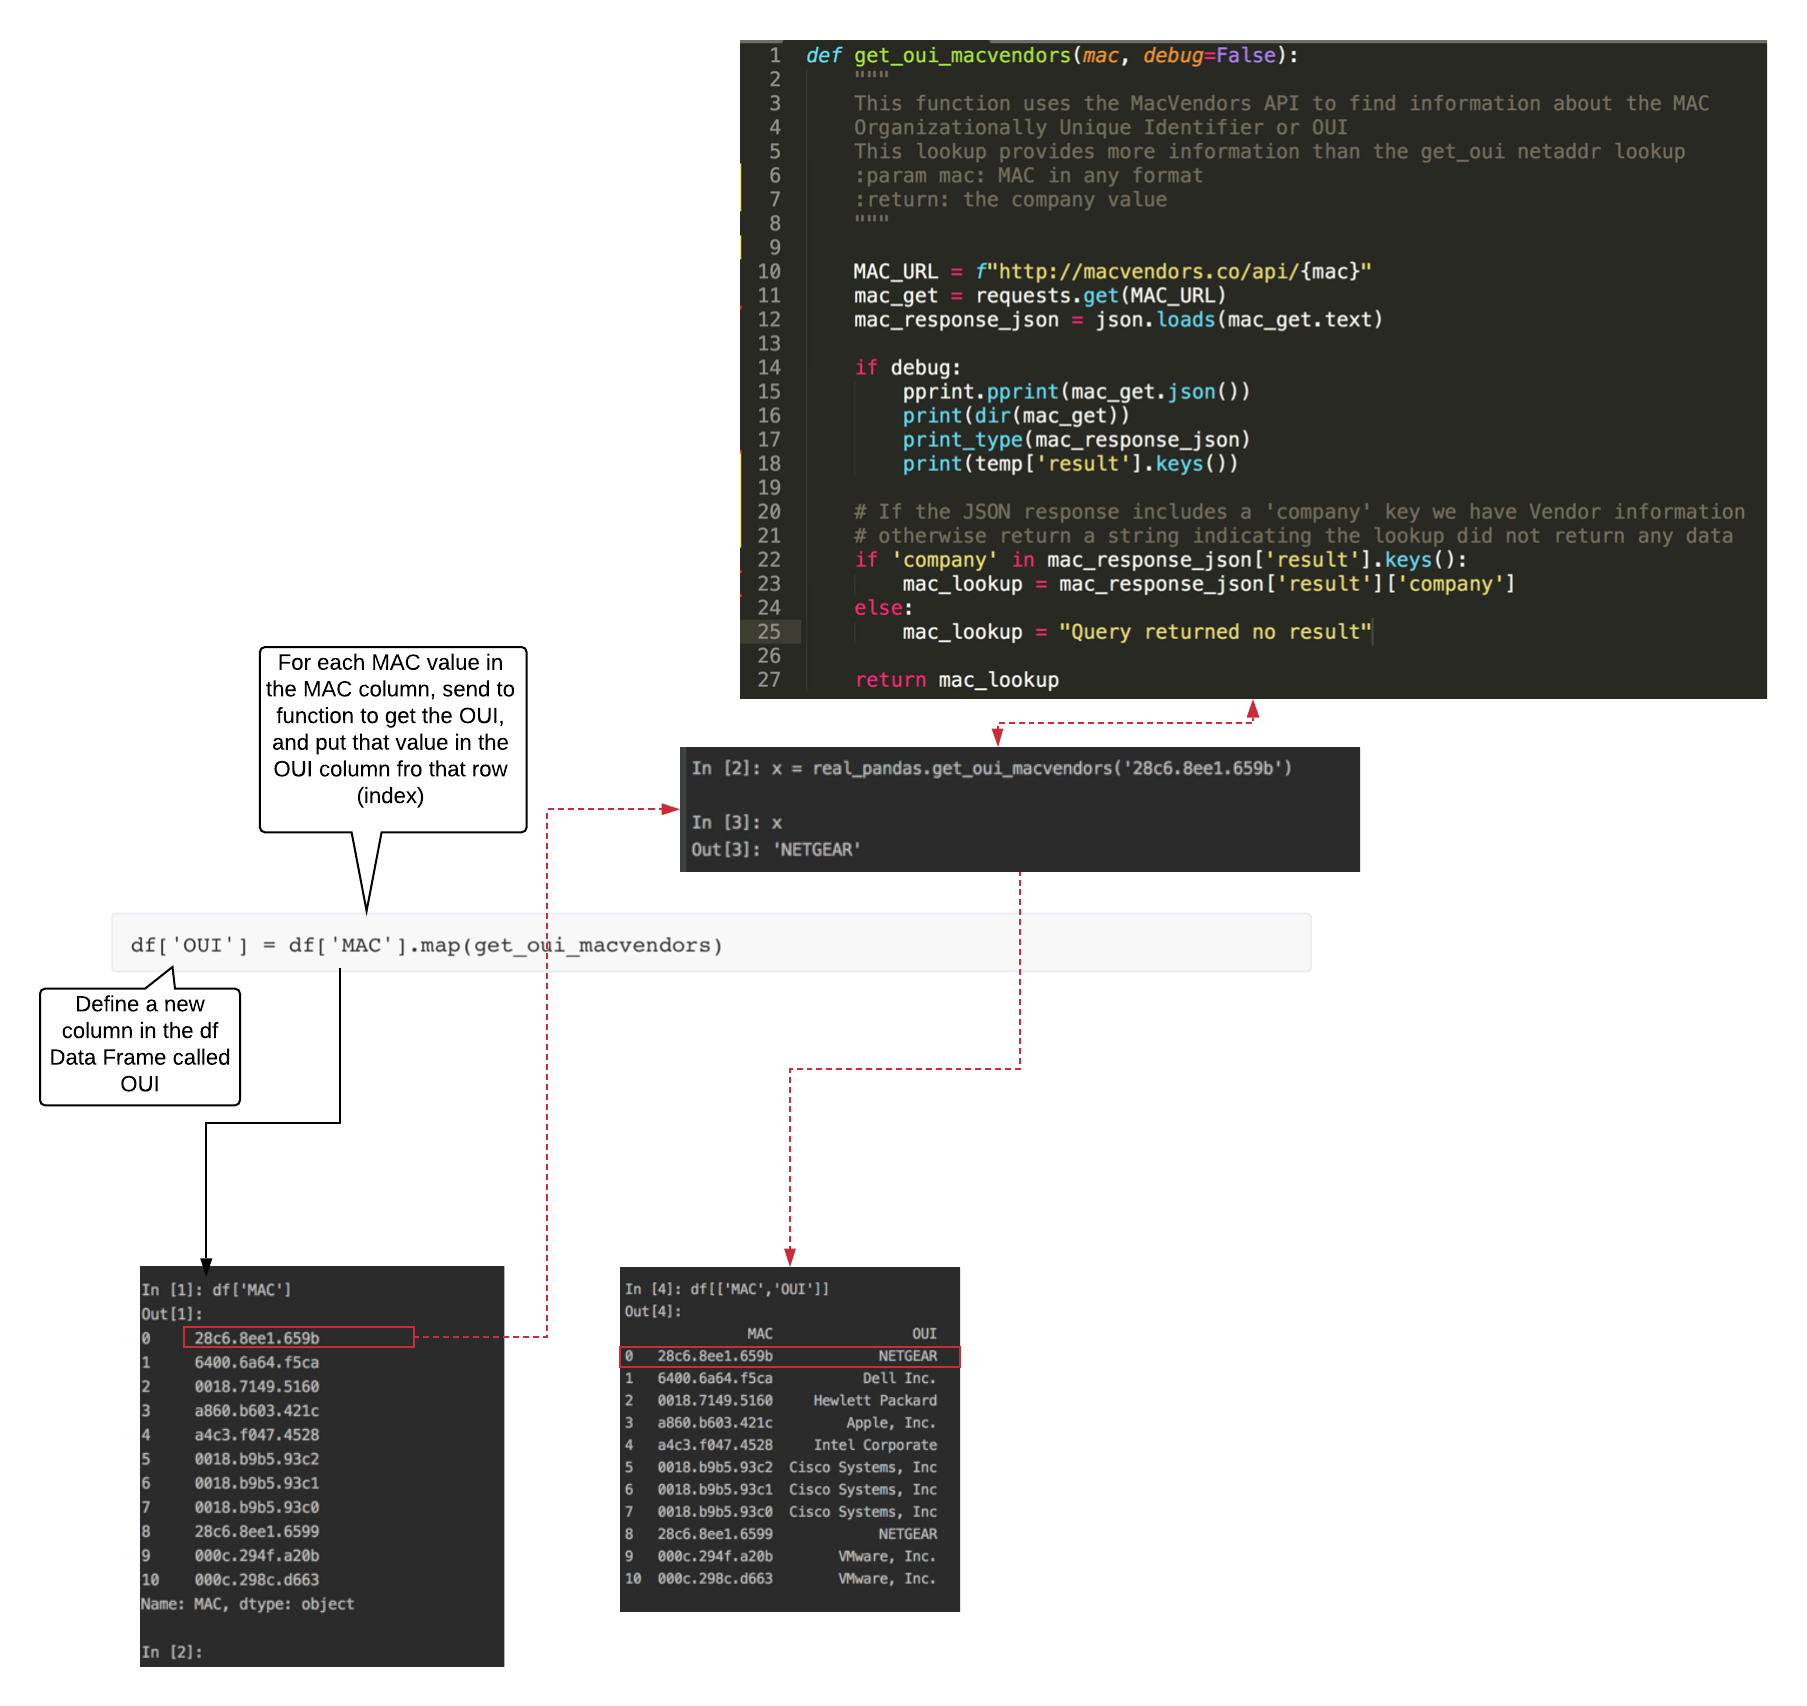 1 def get_oui_macvendors(mac, debug=False):
2 """
3 This function uses the MacVendors API to find information about the MAC
4 Organizationally Unique Identifier or OUI
5 This lookup provides more information than the get_oui netaddr lookup
6 :param mac: MAC in any format
7 :return: the company value
8 """
9
10 MAC_URL = f"http://macvendors.co/api/{mac}"
11 mac_get = requests.get(MAC_URL)
12 mac_response_json = json.loads(mac_get.text)
13
14 if debug:
15 pprint.pprint(mac_get.json())
16 print(dir(mac_get))
17 print_type(mac_response_json)
18 print(temp['result'].keys())
19
20 # If the JSON response includes a 'company' key we have Vendor information
21 # otherwise return a string indicating the lookup did not return any data
22 if 'company' in mac_response_json['result'].keys():
23 mac_lookup = mac_response_json['result']['company']
24 else:
25 mac_lookup = "Query returned no result"
26
27 return mac_lookup
For each MAC value in
the MAC column, send to
function to get the OUI,
and put that value in the
OUI column fro that row
(index)
In [2]: x = real_pandas.get_oui_macvendors('28c6.8ee1.659b')
In [3]: x
Out[3]: 'NETGEAR'
df['OUI'] = df['MAC'].map(get_oui_macvendors)
Define a new
column in the df
Data Frame called
OUI
In [1]: df['MAC']
Out[1]:
0 28c6.8ee1.659b
1 6400.6a64.f5ca
2 0018.7149.5160
3 a860.b603.421c
4 a4c3.f047.4528
5 0018.b9b5.93c2
6 0018.b9b5.93c1
7 0018.b9b5.93c0
8 28c6.8ee1.6599
9 000c.294f.a20b
10 000c.298c.d663
Name: MAC, dtype: object
In [2]:
In [4]: df[['MAC','OUI']]
Out[4]:
MAC OUI
0 28c6.8ee1.659b NETGEAR
1 6400.6a64.f5ca Dell Inc.
2 0018.7149.5160 Hewlett Packard
3 a860.b603.421c Apple, Inc.
4 a4c3.f047.4528 Intel Corporate
5 0018.b9b5.93c2 Cisco Systems, Inc
6 0018.b9b5.93c1 Cisco Systems, Inc
7 0018.b9b5.93c0 Cisco Systems, Inc
8 28c6.8ee1.6599 NETGEAR
9 000c.294f.a20b VMware, Inc.
10 000c.298c.d663 VMware, Inc.